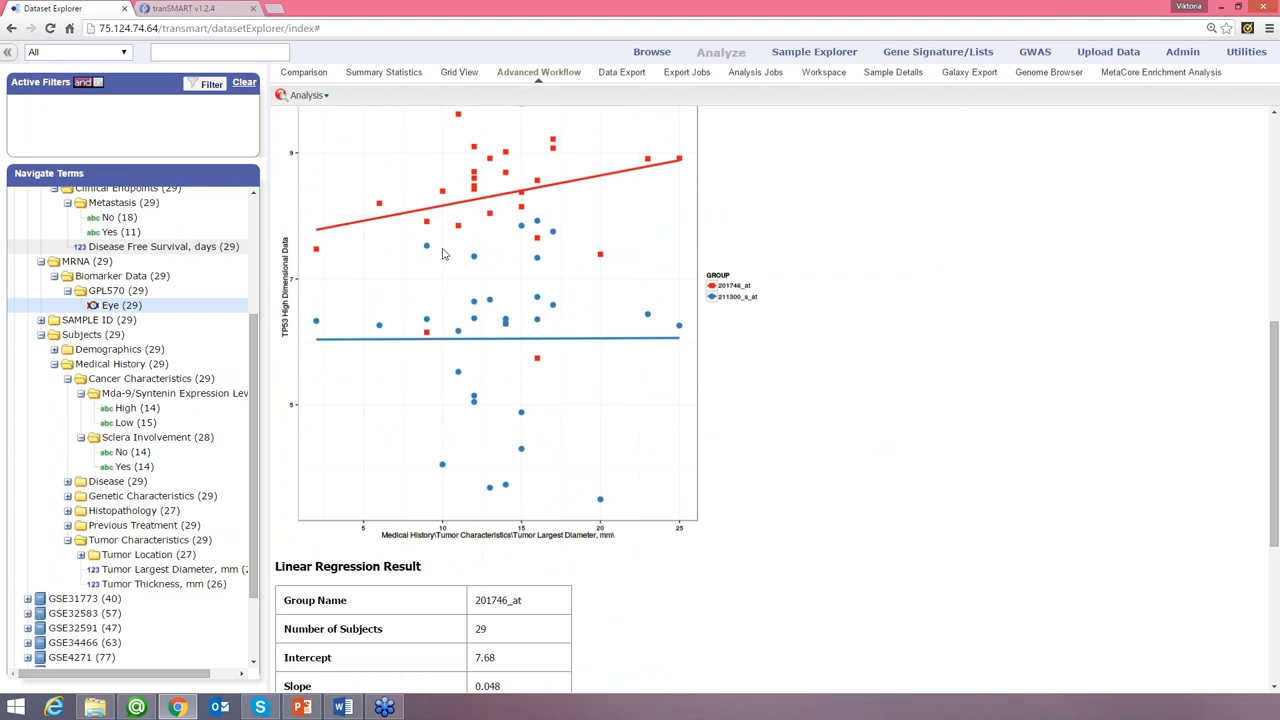 Dataset Explorer
tranSMART v1.2.4
Viktoria
75.124.74.64/transmart/datasetExplorer/index#
All
Browse
Analyze
Sample Explorer
Gene Signature/Lists
GWAS
Upload Data
Admin
Utilities
Active Filters and
Filter
Clear
Comparison
Summary Statistics
Grid View
Advanced Workflow
Data Export
Export Jobs
Analysis Jobs
Workspace
Sample Details
Galaxy Export
Genome Browser
MetaCore Enrichment Analysis
Analysis
Navigate Terms
Clinical Endpoints (29)
Metastasis (29)
No (18)
Yes (11)
Disease Free Survival, days (29)
MRNA (29)
Biomarker Data (29)
GPL570 (29)
Eye (29)
SAMPLE ID (29)
Subjects (29)
Demographics (29)
Medical History (29)
Cancer Characteristics (29)
Mda-9/Syntenin Expression Lev
High (14)
Low (15)
Sclera Involvement (28)
No (14)
Yes (14)
Disease (29)
Genetic Characteristics (29)
Histopathology (27)
Previous Treatment (29)
Tumor Characteristics (29)
Tumor Location (27)
Tumor Largest Diameter, mm (2
Tumor Thickness, mm (26)
GSE31773 (40)
GSE32583 (57)
GSE32591 (47)
GSE34466 (63)
GSE4271 (77)
9
7
5
TP53 High Dimensional Data
5 10 15 20 25
Medical History\Tumor Characteristics\Tumor Largest Diameter, mm\
GROUP
201746_at
211300_s_at
Linear Regression Result
Group Name 201746_at
Number of Subjects 29
Intercept 7.68
Slope 0.048